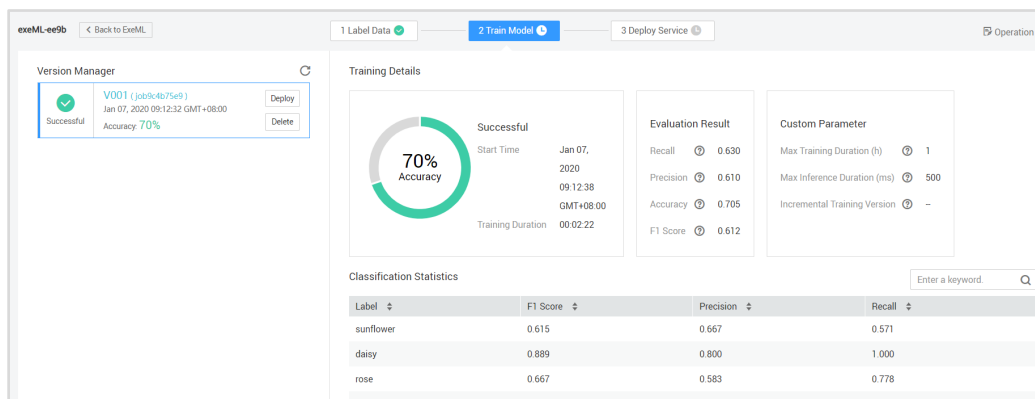 exeML-ee9b < Back to ExeML 1 Label Data 2 Train Model 3 Deploy Service Operation
Version Manager
V001 ( job9c4b75e9 )
Jan 07, 2020 09:12:32 GMT+08:00
Successful
Accuracy: 70%
Deploy
Delete
Training Details
70%
Accuracy
Successful
Start Time Jan 07,
2020
09:12:38
GMT+08:00
Training Duration 00:02:22
Evaluation Result
Recall ? 0.630
Precision ? 0.610
Accuracy ? 0.705
F1 Score ? 0.612
Custom Parameter
Max Training Duration (h) ? 1
Max Inference Duration (ms) ? 500
Incremental Training Version ? –
Classification Statistics
Enter a keyword.
Label F1 Score Precision Recall
sunflower 0.615 0.667 0.571
daisy 0.889 0.800 1.000
rose 0.667 0.583 0.778